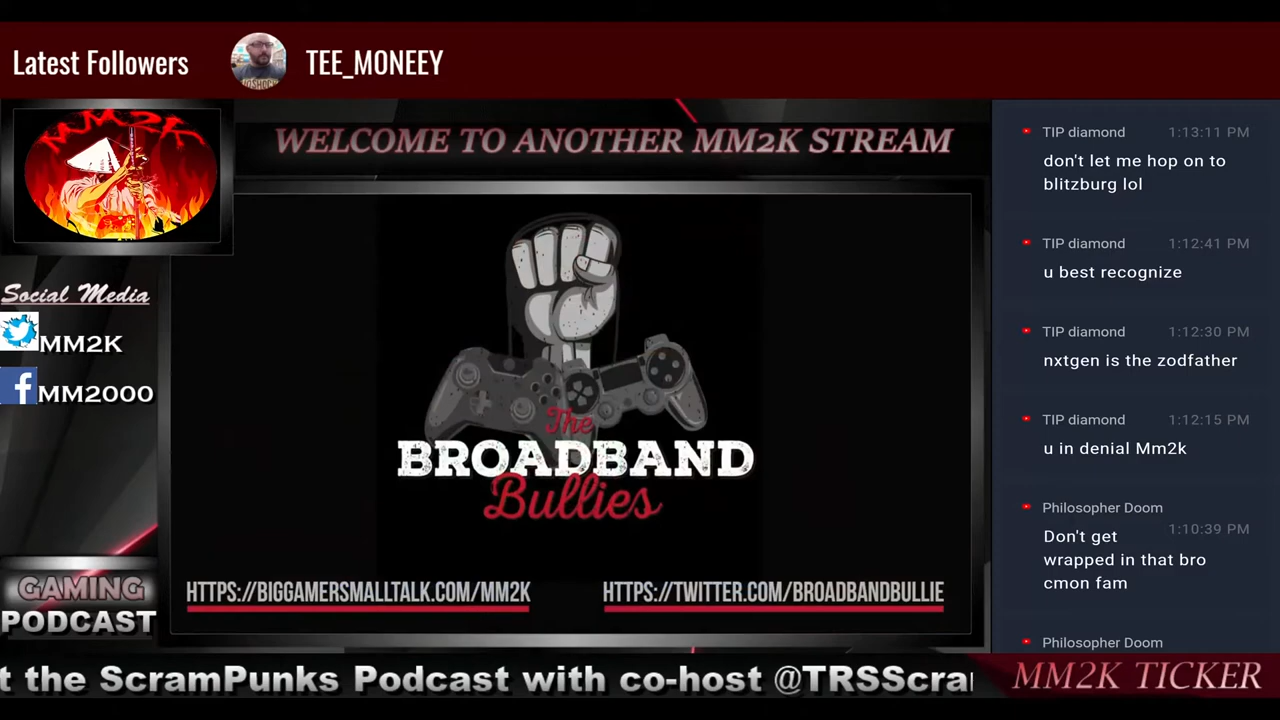 Latest Followers
TEE_MONEEY
MM2K
WELCOME TO ANOTHER MM2K STREAM
Social Media
MM2K
MM2000
GAMING
PODCAST
The
BROADBAND
Bullies
HTTPS://BIGGAMERSMALLTALK.COM/MM2K
HTTPS://TWITTER.COM/BROADBANDBULLIE
TIP diamond 1:13:11 PM
don't let me hop on to
blitzburg lol
TIP diamond 1:12:41 PM
u best recognize
TIP diamond 1:12:30 PM
nxtgen is the zodfather
TIP diamond 1:12:15 PM
u in denial Mm2k
Philosopher Doom
1:10:39 PM
Don't get
wrapped in that bro
cmon fam
Philosopher Doom
t the ScramPunks Podcast with co-host @TRSScra
MM2K TICKER